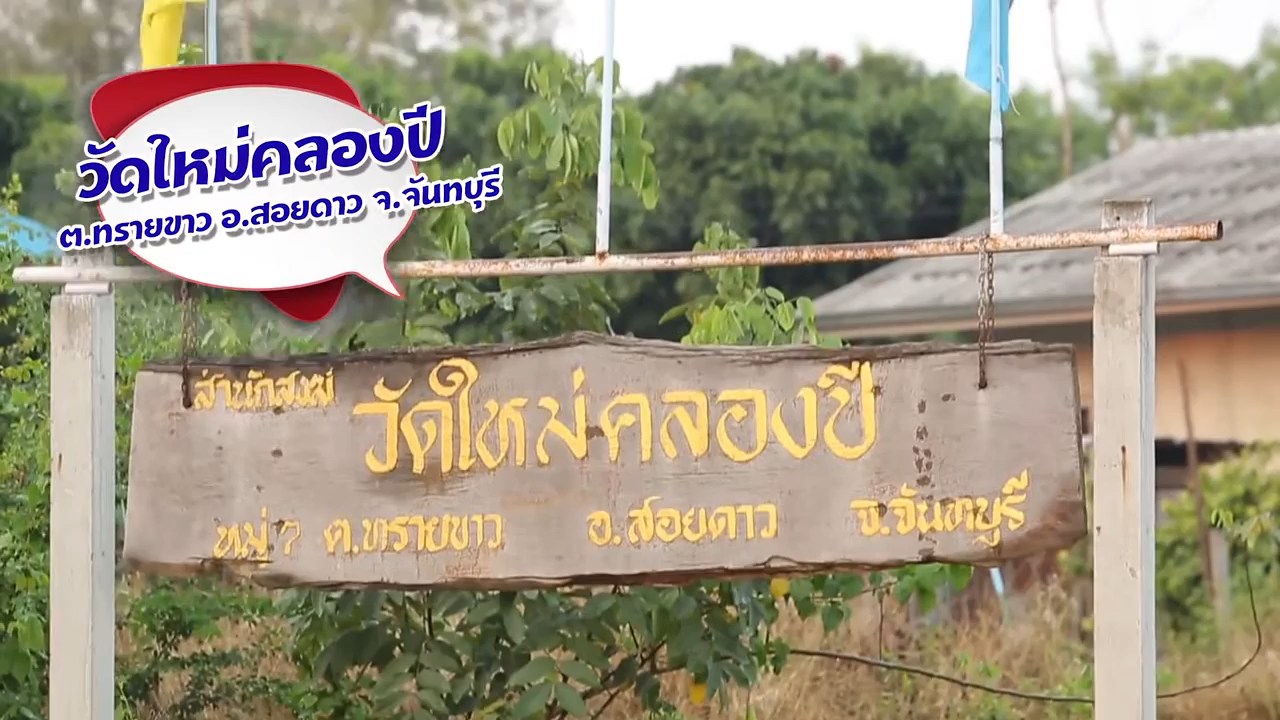 วัดใหม่คลองปี
ต.ทรายขาว อ.สอยดาว จ.จันทบุรี
สำนักสงฆ์
วัดใหม่คลองปี
หมู่ ๗ ต.ทรายขาว อ.สอยดาว จ.จันทบุรี